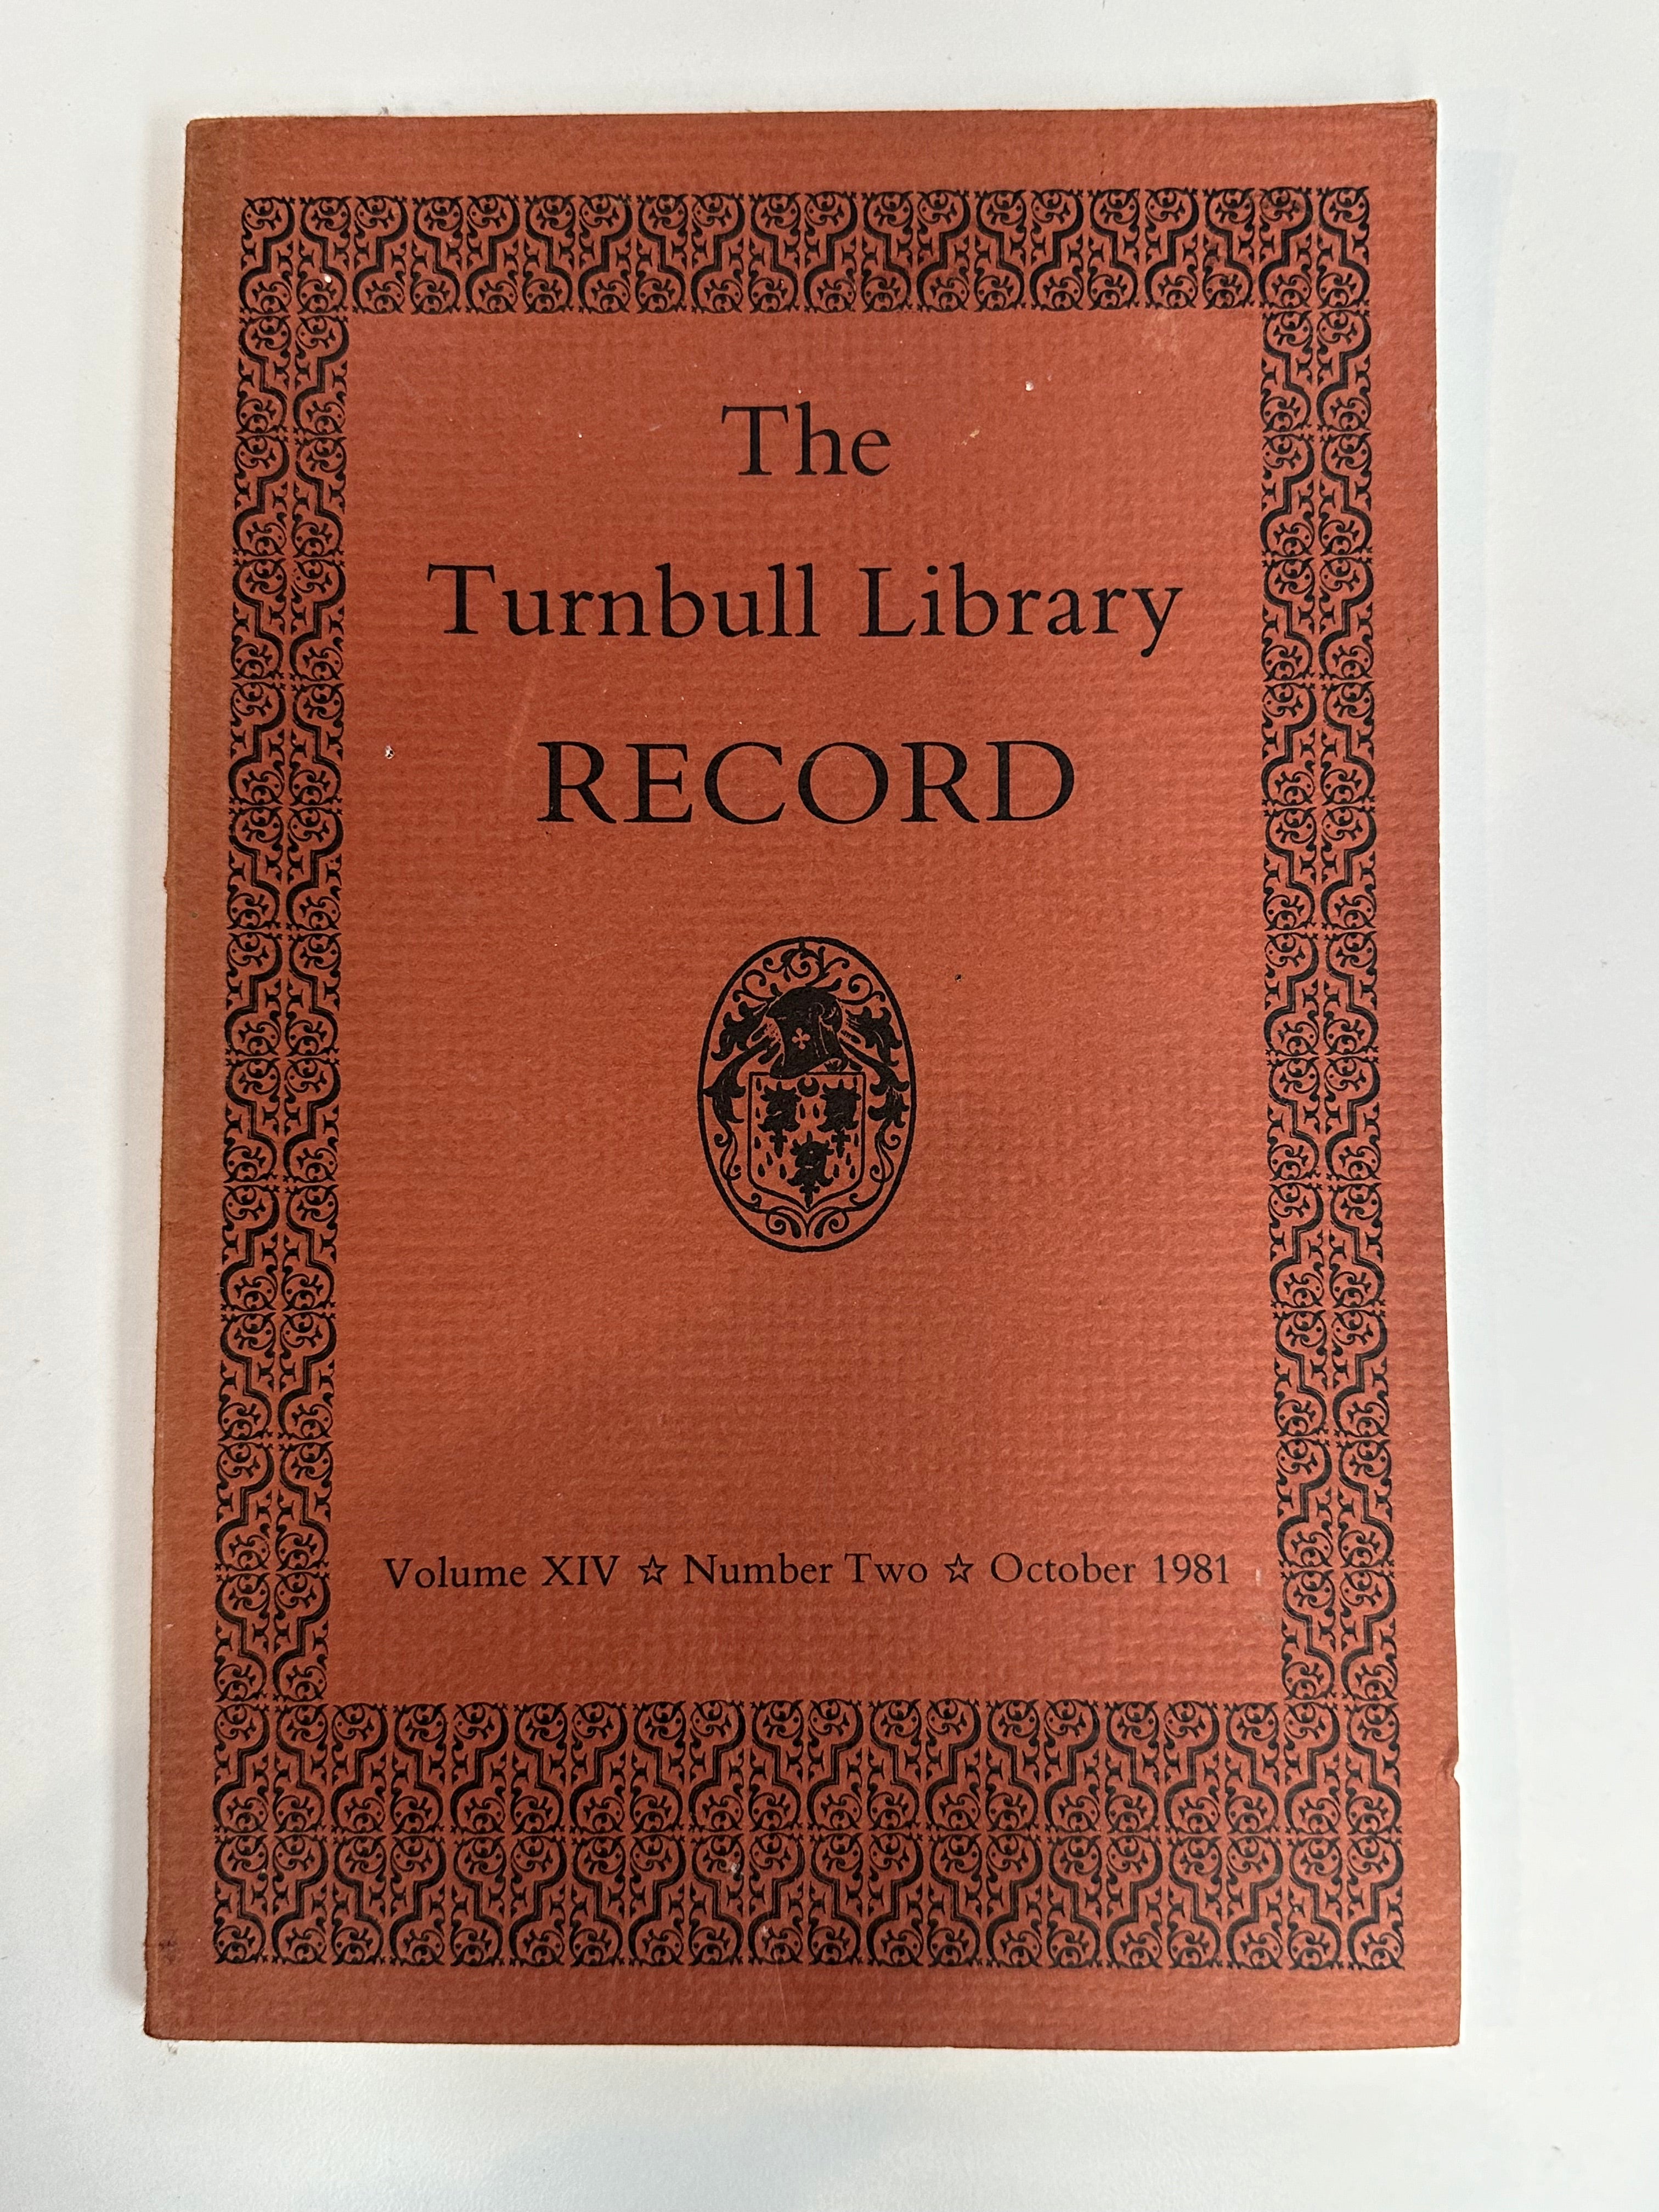 The
Turnbull Library
RECORD
Volume XIV ☆ Number Two ☆ October 1981